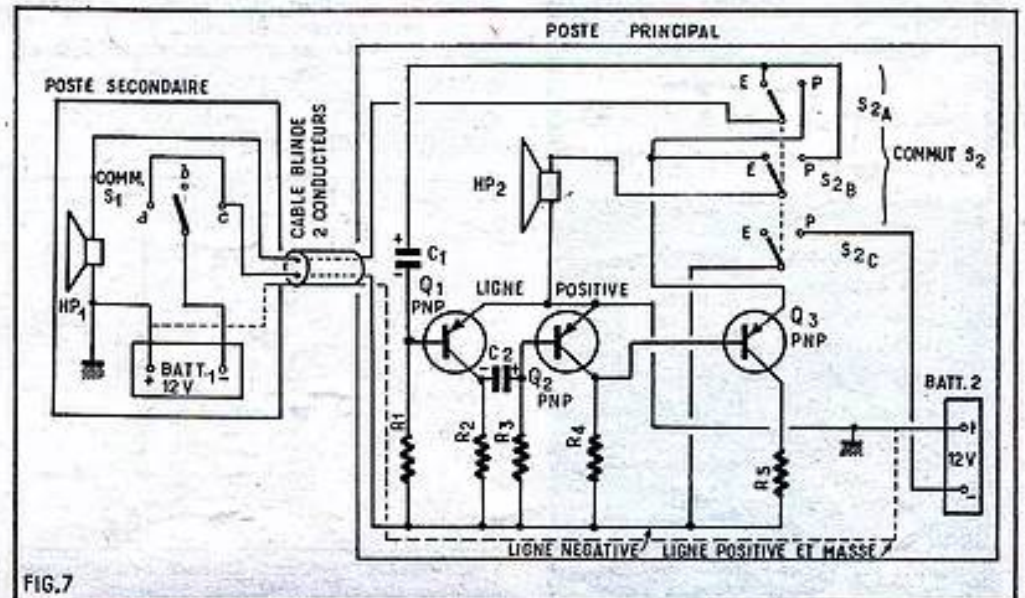 POSTE PRINCIPAL
POSTE SECONDAIRE
COMM.
S1
a
b
c
HP1
BATT.1
12V
+
-
CABLE BLINDE
2 CONDUCTEURS
HP2
E
P
S2A
E
P
S2B
COMMUT S2
E
P
S2C
+
C1
-
Q1
PNP
LIGNE POSITIVE
-
C2
+
Q2
PNP
Q3
PNP
R1
R2
R3
R4
R5
BATT. 2
+
12V
-
LIGNE NEGATIVE
LIGNE POSITIVE ET MASSE
FIG.7